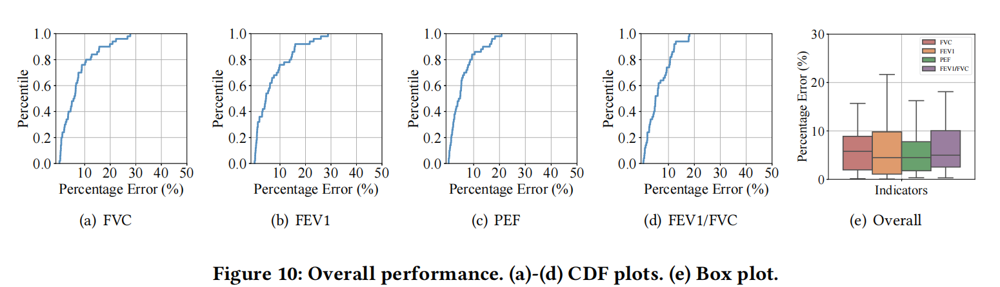 1.0
0.8
0.6
0.4
0.2
0.0
Percentile
10 20 30 40 50
Percentage Error (%)
(a) FVC
1.0
0.8
0.6
0.4
0.2
0.0
Percentile
10 20 30 40 50
Percentage Error (%)
(b) FEV1
1.0
0.8
0.6
0.4
0.2
0.0
Percentile
10 20 30 40 50
Percentage Error (%)
(c) PEF
1.0
0.8
0.6
0.4
0.2
0.0
Percentile
10 20 30 40 50
Percentage Error (%)
(d) FEV1/FVC
30
20
10
0
Percentage Error (%)
FVC
FEV1
PEF
FEV1/FVC
Indicators
(e) Overall
Figure 10: Overall performance. (a)-(d) CDF plots. (e) Box plot.